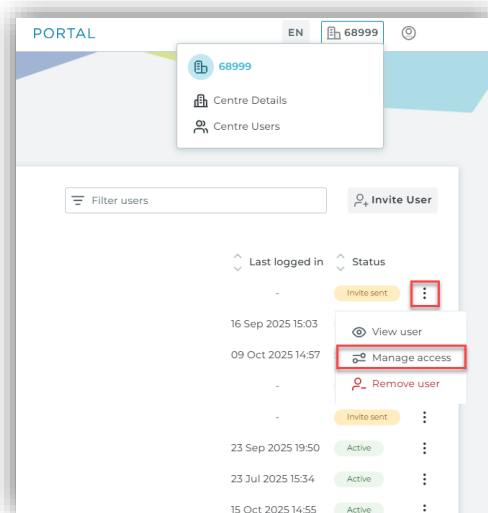 PORTAL EN 68999
68999
Centre Details
Centre Users
Filter users Invite User
Last logged in Status
- Invite sent
16 Sep 2025 15:03
View user
09 Oct 2025 14:57
Manage access
-
Remove user
- Invite sent
23 Sep 2025 19:50 Active
23 Jul 2025 15:34 Active
15 Oct 2025 14:55 Active